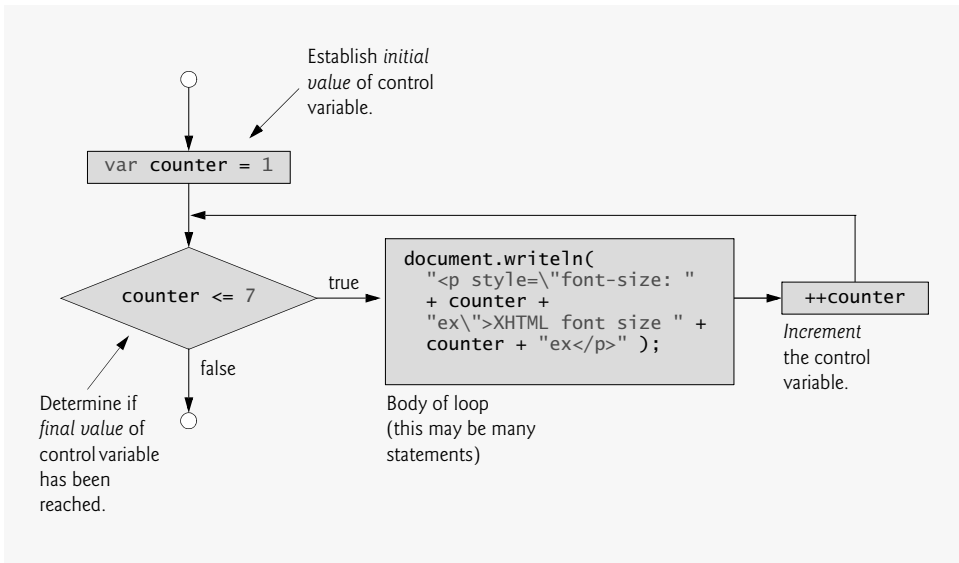 Establish initial
value of control
variable.
var counter = 1
counter <= 7
true
document.writeln(
"<p style=\"font-size: "
+ counter +
"ex\">XHTML font size " +
counter + "ex</p>" );
++counter
Increment
the control
variable.
false
Determine if
final value of
control variable
has been
reached.
Body of loop
(this may be many
statements)